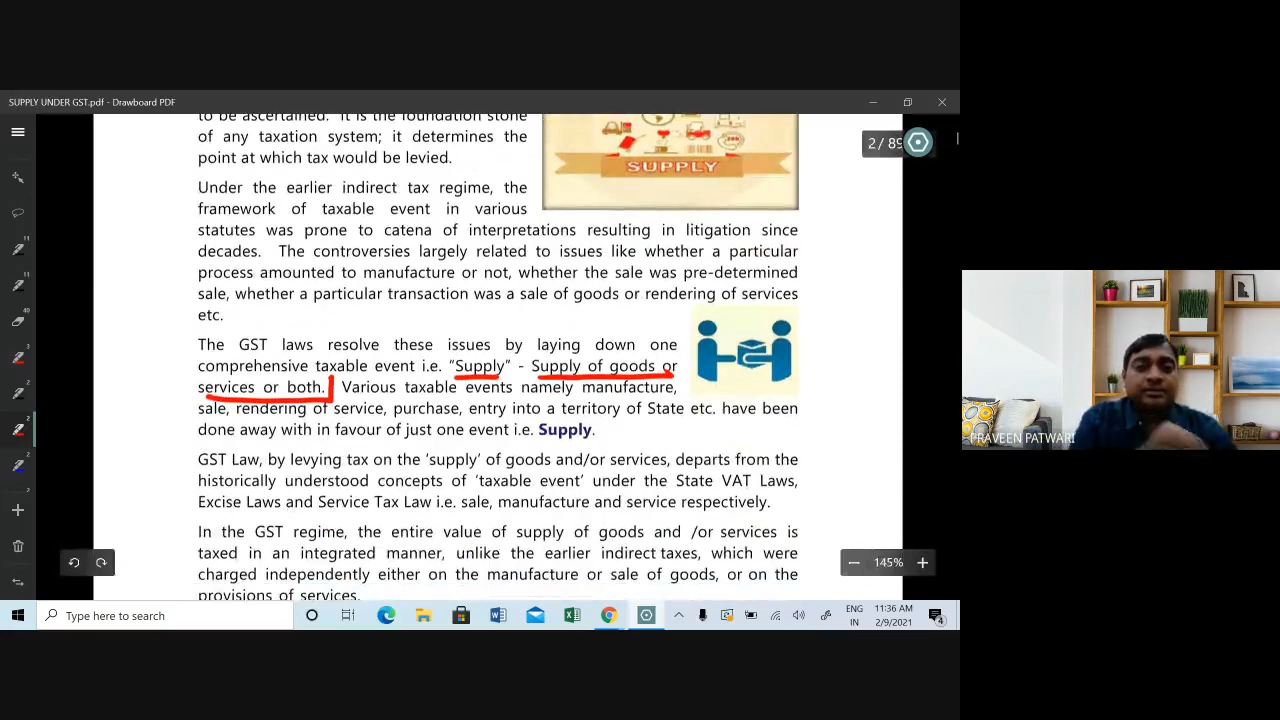 SUPPLY UNDER GST.pdf - Drawboard PDF
to be ascertained. It is the foundation stone
of any taxation system; it determines the
point at which tax would be levied.
SUPPLY
2 / 89
Under the earlier indirect tax regime, the
framework of taxable event in various
statutes was prone to catena of interpretations resulting in litigation since
decades. The controversies largely related to issues like whether a particular
process amounted to manufacture or not, whether the sale was pre-determined
sale, whether a particular transaction was a sale of goods or rendering of services
etc.
The GST laws resolve these issues by laying down one
comprehensive taxable event i.e. “Supply” - Supply of goods or
services or both. Various taxable events namely manufacture,
sale, rendering of service, purchase, entry into a territory of State etc. have been
done away with in favour of just one event i.e. Supply.
GST Law, by levying tax on the ‘supply’ of goods and/or services, departs from the
historically understood concepts of ‘taxable event’ under the State VAT Laws,
Excise Laws and Service Tax Law i.e. sale, manufacture and service respectively.
In the GST regime, the entire value of supply of goods and /or services is
taxed in an integrated manner, unlike the earlier indirect taxes, which were
charged independently either on the manufacture or sale of goods, or on the
provisions of services.
11
11
40
2
2
2
2
2
145%
PRAVEEN PATWARI
Type here to search
ENG
IN
11:36 AM
2/9/2021
4